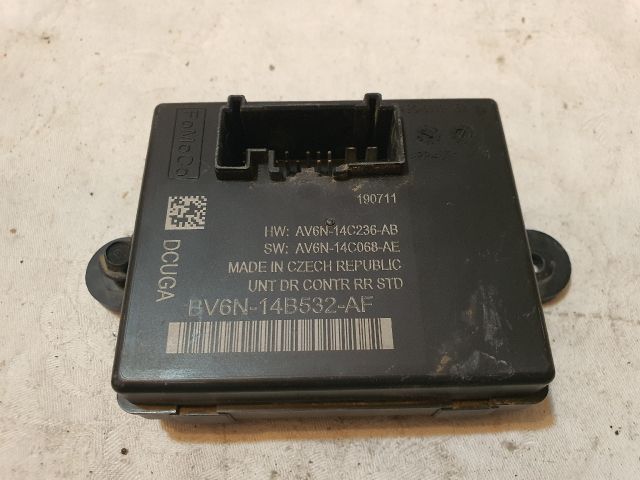 FoMoCo
190711
HW: AV6N-14C236-AB
SW: AV6N-14C068-AE
MADE IN CZECH REPUBLIC
UNT DR CONTR RR STD
DCUGA
BV6N-14B532-AF